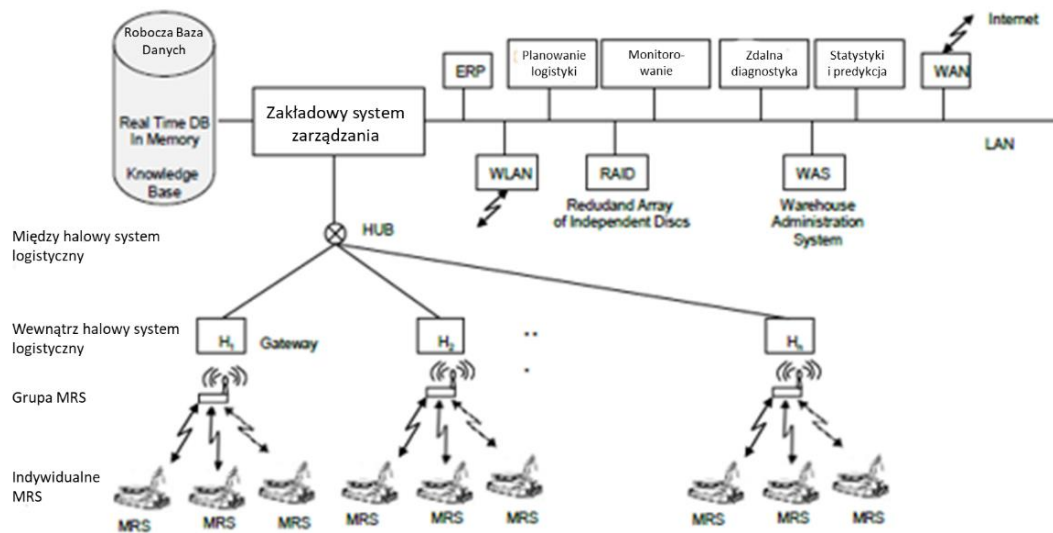 Robocza Baza
Danych
Real Time DB
In Memory
Knowledge
Base
Zakładowy system
zarządzania
ERP
Planowanie
logistyki
Monitoro-
wanie
Zdalna
diagnostyka
Statystyki
i predykcja
WAN
Internet
LAN
WLAN
RAID
Redudand Array
of Independent Discs
WAS
Warehouse
Administration
System
HUB
Między halowy system
logistyczny
Wewnątrz halowy system
logistyczny
H1
Gateway
H2
Hn
Grupa MRS
Indywidualne
MRS
MRS
MRS
MRS
MRS
MRS
MRS
MRS
MRS
MRS